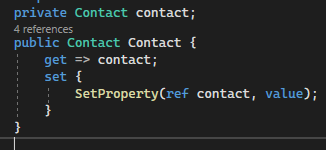 private Contact contact;
4 references
public Contact Contact {
get => contact;
set {
SetProperty(ref contact, value);
}
}